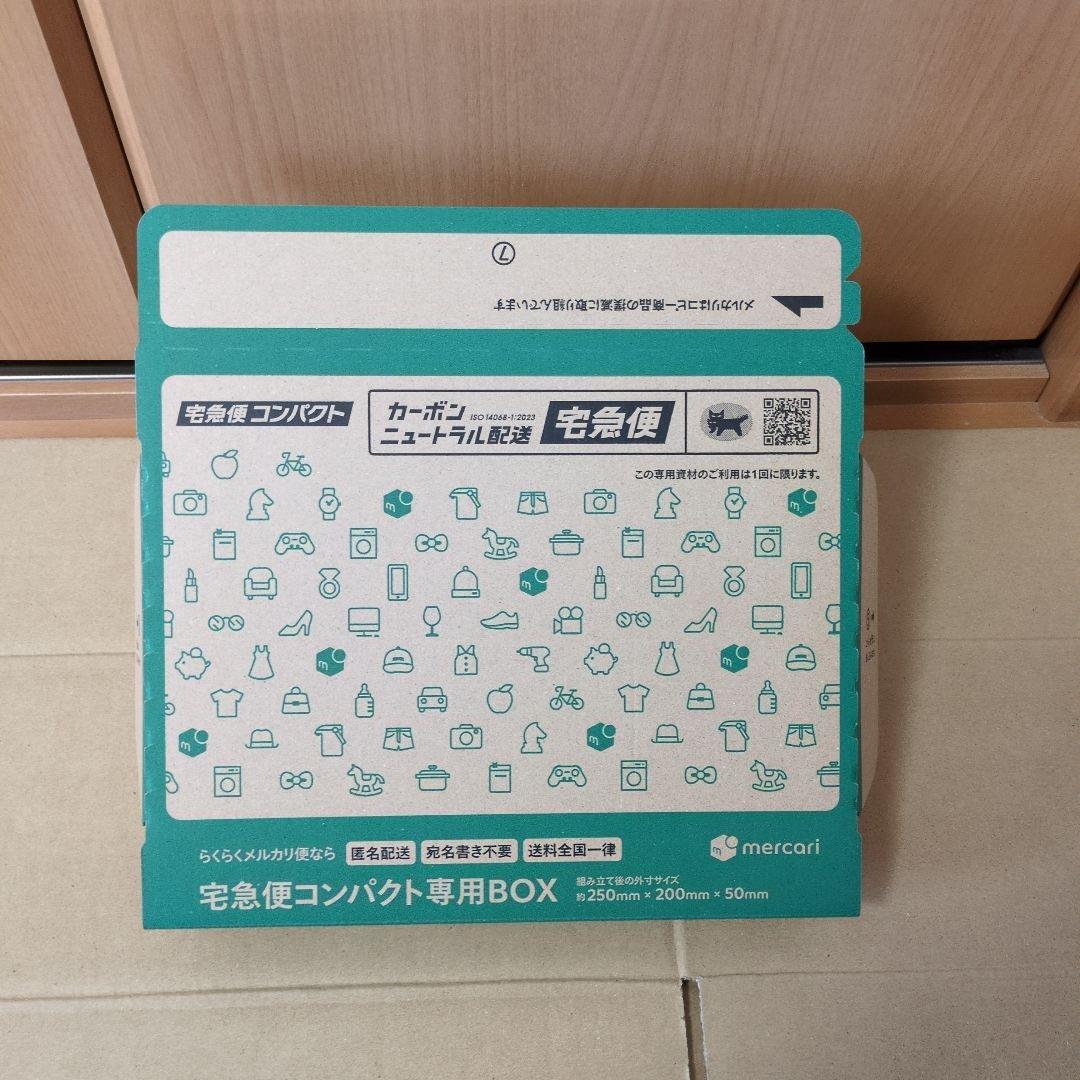 ⑦
メルカリはコピー商品の撲滅に取り組んでいます
宅急便コンパクト
カーボン ISO 14068-1:2023
ニュートラル配送
宅急便
この専用資材のご利用は1回に限ります。
らくらくメルカリ便なら 匿名配送 宛名書き不要 送料全国一律
mercari
宅急便コンパクト専用BOX
組み立て後の外寸サイズ
約250mm×200mm×50mm